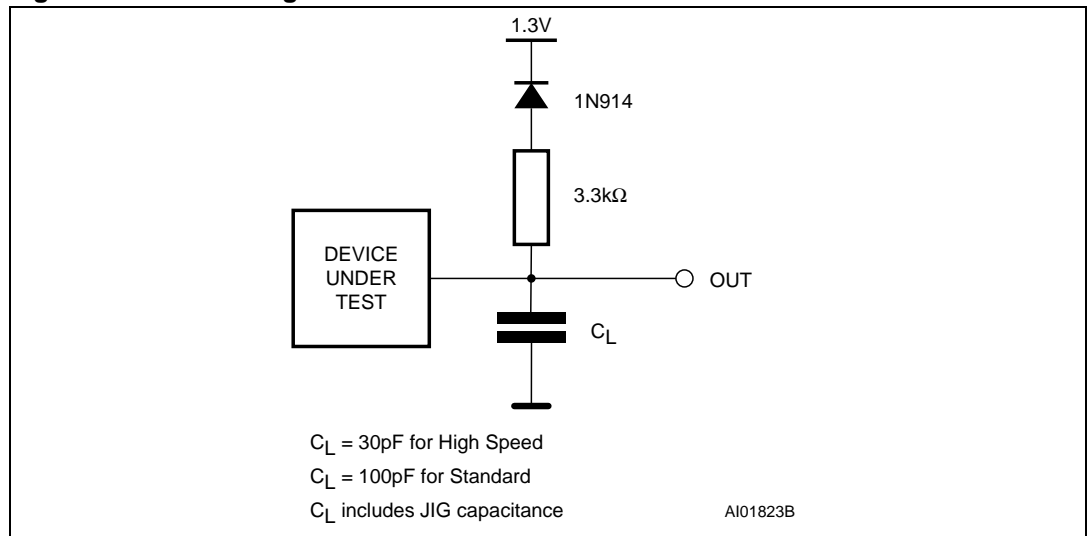 1.3V
1N914
3.3kΩ
DEVICE
UNDER
TEST
OUT
CL
CL = 30pF for High Speed
CL = 100pF for Standard
CL includes JIG capacitance
AI01823B